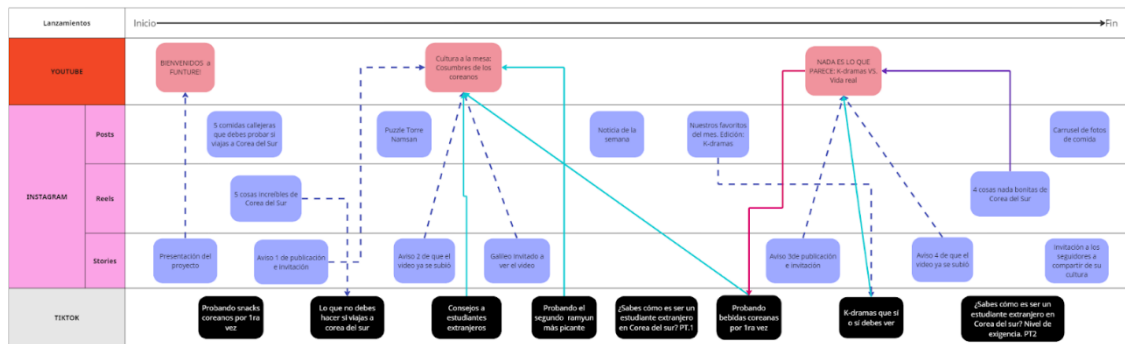 Lanzamientos
Inicio
Fin
YOUTUBE
BIENVENIDOS a
FUNTURE!
Cultura a la mesa:
Cosumbres de los
coreanos
NADA ES LO QUE
PARECE: K-dramas VS.
Vida real
INSTAGRAM
Posts
5 comidas callejeras
que debes probar si
viajas a Corea del Sur
Puzzle Torre
Namsan
Noticia de la
semana
Nuestros favoritos
del mes. Edición:
K-dramas
Carrusel de fotos
de comida
Reels
5 cosas increíbles de
Corea del Sur
4 cosas nada bonitas de
Corea del Sur
Stories
Presentación del
proyecto
Aviso 1 de publicación
e invitación
Aviso 2 de que el
video ya se subió
Galileo invitado a
ver el video
Aviso 3de publicación
e invitación
Aviso 4 de que el
video ya se subió
Invitación a los
seguidores a
compartir de su
cultura
TIKTOK
Probando snacks
coreanos por 1ra
vez
Lo que no debes
hacer si viajas a
corea del sur
Consejos a
estudiantes
extranjeros
Probando el
segundo ramyun
más picante
¿Sabes cómo es ser un
estudiante extranjero
en Corea del sur? PT.1
Probando
bebidas coreanas
por 1ra vez
K-dramas que sí
o sí debes ver
¿Sabes cómo es ser un
estudiante extranjero en
Corea del sur? Nivel de
exigencia. PT2